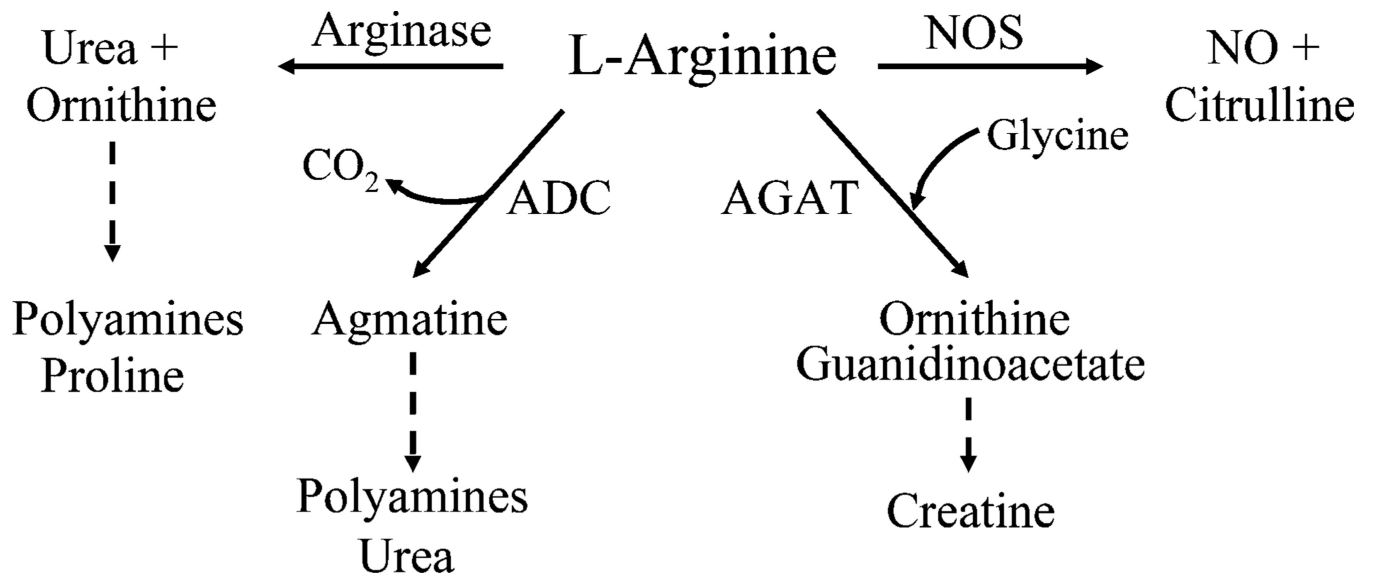 Arginase
L-Arginine
NOS
Urea +
Ornithine
NO +
Citrulline
Glycine
CO₂
ADC
AGAT
Polyamines
Proline
Agmatine
Ornithine
Guanidinoacetate
Polyamines
Urea
Creatine